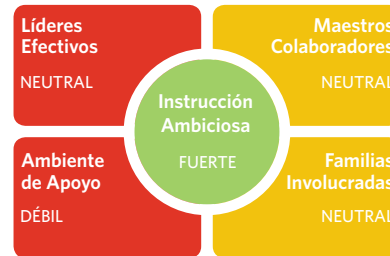 Líderes
Efectivos
NEUTRAL
Maestros
Colaboradores
NEUTRAL
Instrucción
Ambiciosa
FUERTE
Ambiente
de Apoyo
DÉBIL
Familias
Involucradas
NEUTRAL